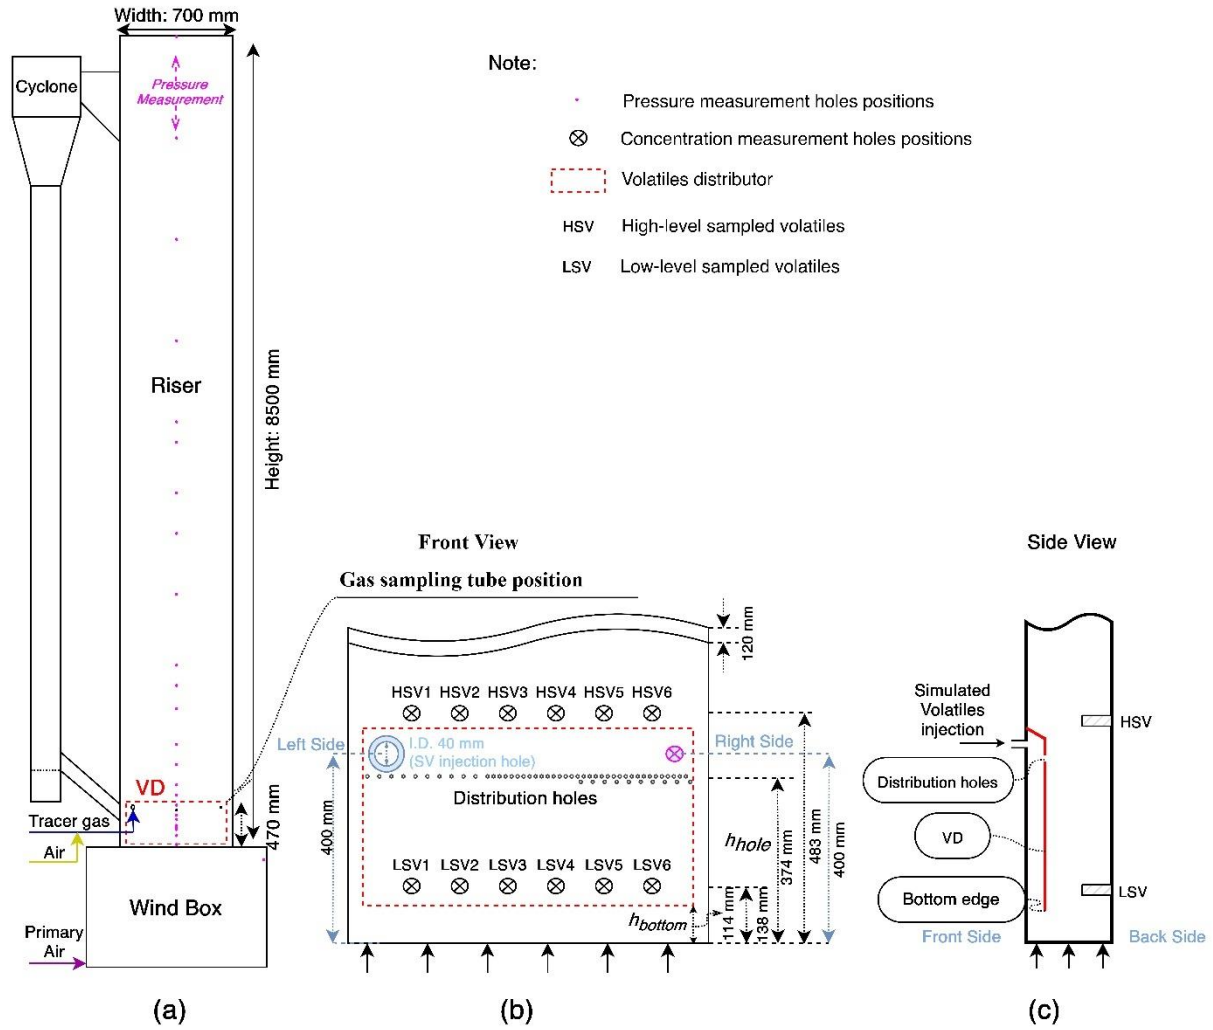 Width: 700 mm
Cyclone
Pressure
Measurement
Riser
Height: 8500 mm
VD
Tracer gas
Air
470 mm
Wind Box
Primary
Air
(a)
Note:
Pressure measurement holes positions
Concentration measurement holes positions
Volatiles distributor
HSV High-level sampled volatiles
LSV Low-level sampled volatiles
Front View
Gas sampling tube position
120 mm
HSV1 HSV2 HSV3 HSV4 HSV5 HSV6
Left Side
I.D. 40 mm
(SV injection hole)
Right Side
Distribution holes
400 mm
LSV1 LSV2 LSV3 LSV4 LSV5 LSV6
hhole
hbottom
114 mm
138 mm
374 mm
483 mm
400 mm
(b)
Side View
Simulated
Volatiles
injection
HSV
Distribution holes
VD
LSV
Bottom edge
Front Side
Back Side
(c)